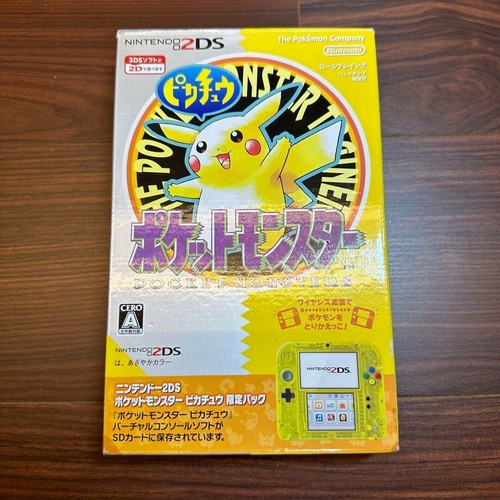 NINTENDO 2DS
The Pokémon Company
Nintendo
3DSソフトが
2Dで遊べます
ロールプレイング
ピカチュウ
THE POCKET MONSTER TRAINER
ポケットモンスター
POCKET MONSTERS
CERO
A
ワイヤレス通信で
ポケモンを
とりかえっこ!
NINTENDO 2DS
は、あざやかカラー
NINTENDO 2DS
ニンテンドー2DS
ポケットモンスター ピカチュウ 限定パック
『ポケットモンスター ピカチュウ』
バーチャルコンソールソフトが
SDカードに保存されています。